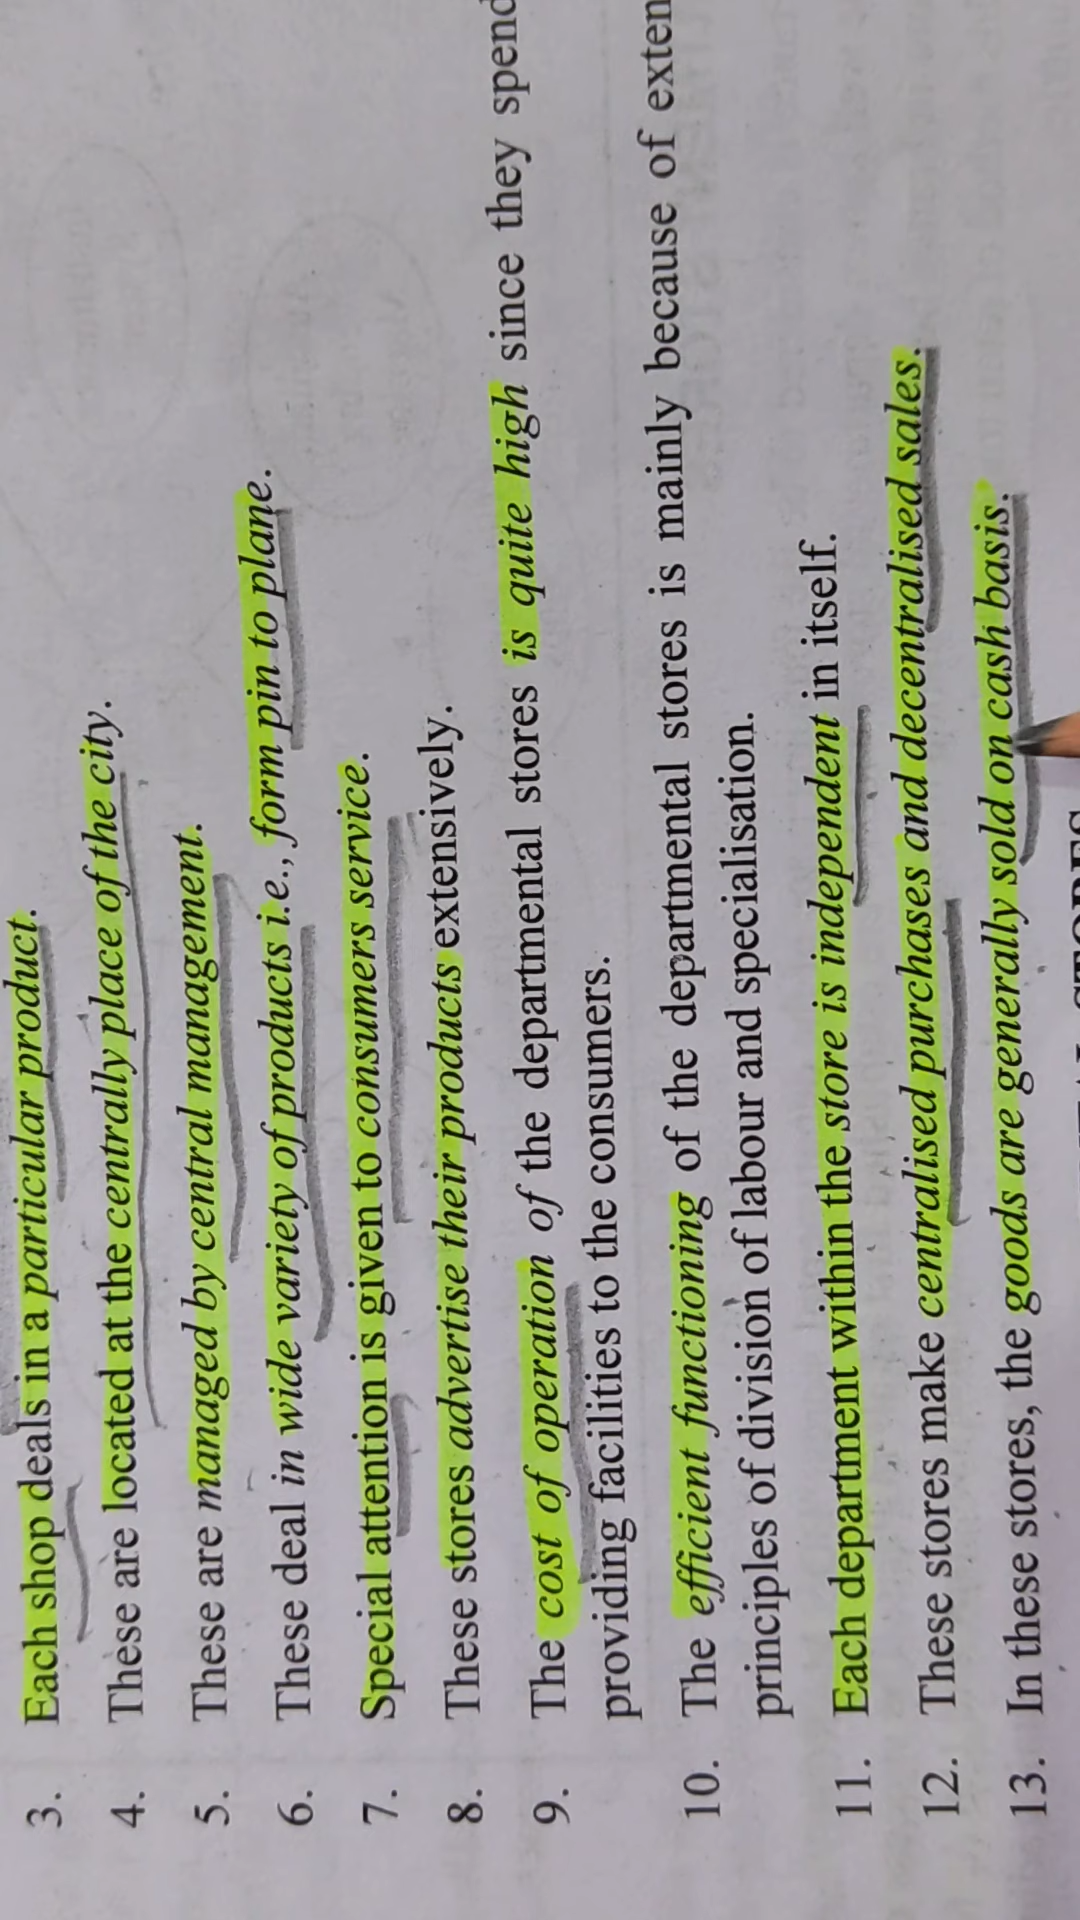 3. Each shop deals in a particular product.
4. These are located at the centrally place of the city.
5. These are managed by central management.
6. These deal in wide variety of products i.e., form pin to plane.
7. Special attention is given to consumers service.
8. These stores advertise their products extensively.
9. The cost of operation of the departmental stores is quite high since they spend
providing facilities to the consumers.
10. The efficient functioning of the departmental stores is mainly because of exten
principles of division of labour and specialisation.
11. Each department within the store is independent in itself.
12. These stores make centralised purchases and decentralised sales.
13. In these stores, the goods are generally sold on cash basis.
STORES